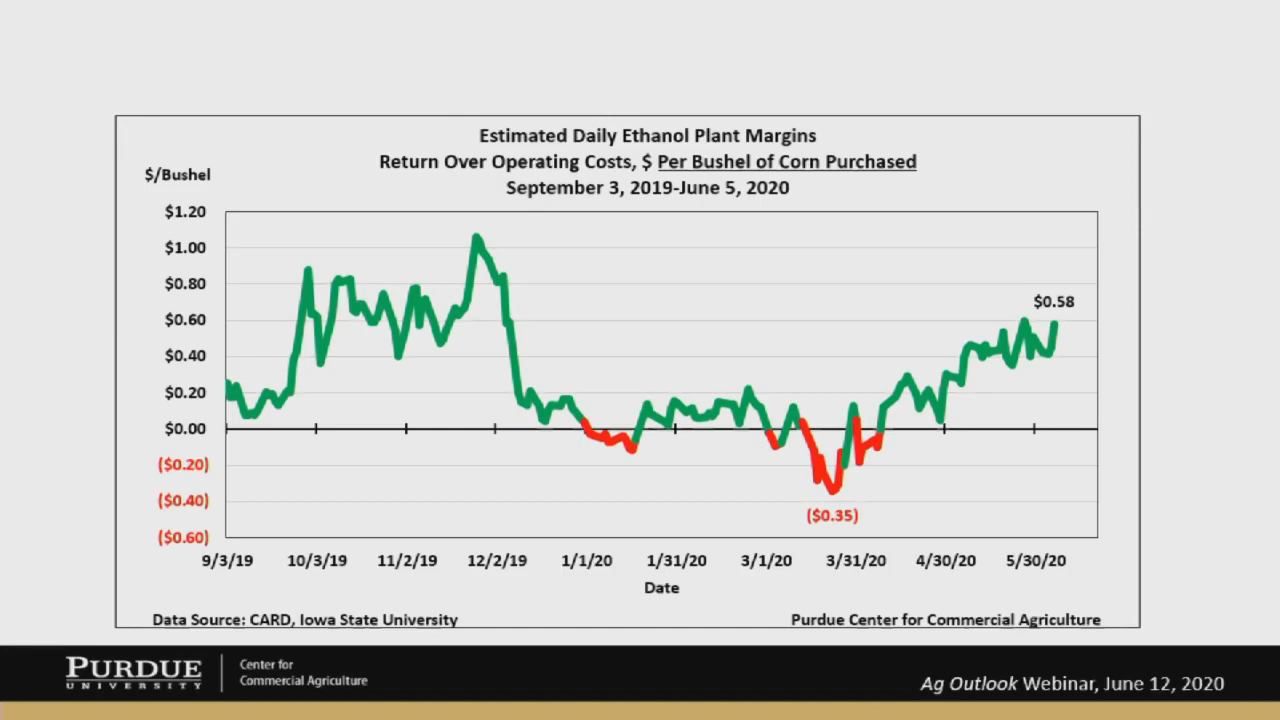 Estimated Daily Ethanol Plant Margins
Return Over Operating Costs, $ Per Bushel of Corn Purchased
September 3, 2019-June 5, 2020
$/Bushel
$1.20
$1.00
$0.80
$0.60
$0.40
$0.20
$0.00
($0.20)
($0.40)
($0.60)
$0.58
($0.35)
9/3/19 10/3/19 11/2/19 12/2/19 1/1/20 1/31/20 3/1/20 3/31/20 4/30/20 5/30/20
Date
Data Source: CARD, Iowa State University
Purdue Center for Commercial Agriculture
PURDUE
UNIVERSITY
Center for
Commercial Agriculture
Ag Outlook Webinar, June 12, 2020